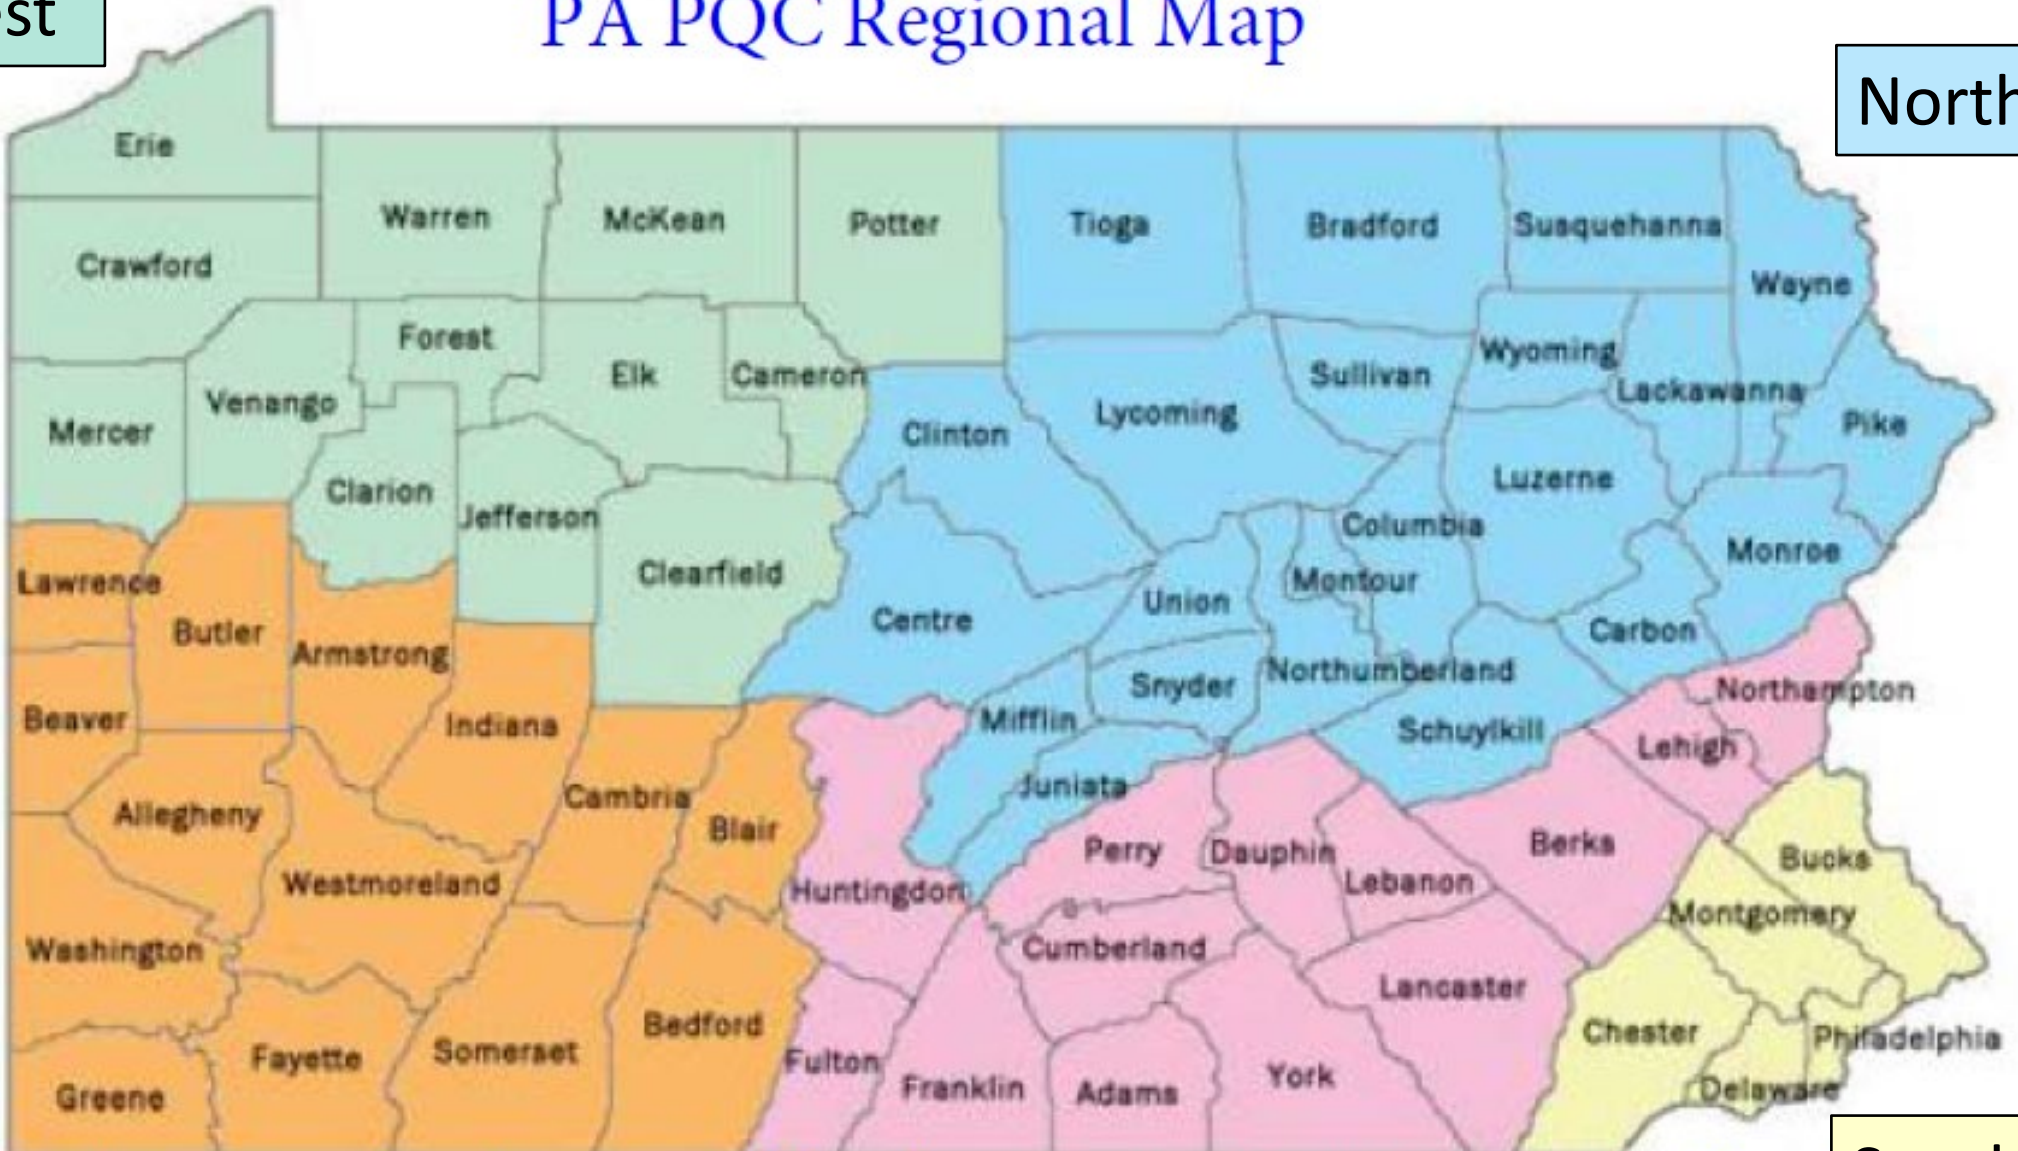 est
PA PQC Regional Map
North
Erie
Warren
McKean
Potter
Tioga
Bradford
Susquehanna
Crawford
Wayne
Forest
Elk
Cameron
Wyoming
Sullivan
Lackawanna
Venango
Mercer
Clinton
Lycoming
Pike
Clarion
Luzerne
Jefferson
Columbia
Monroe
Clearfield
Montour
Lawrence
Union
Centre
Butler
Carbon
Armstrong
Northumberland
Snyder
Northampton
Beaver
Indiana
Mifflin
Schuylkill
Lehigh
Juniata
Cambria
Allegheny
Blair
Perry
Dauphin
Berks
Bucks
Westmoreland
Huntingdon
Lebanon
Montgomery
Washington
Cumberland
Lancaster
Bedford
Chester
Philadelphia
Somerset
Fayette
Fulton
York
Franklin
Adams
Delaware
Greene